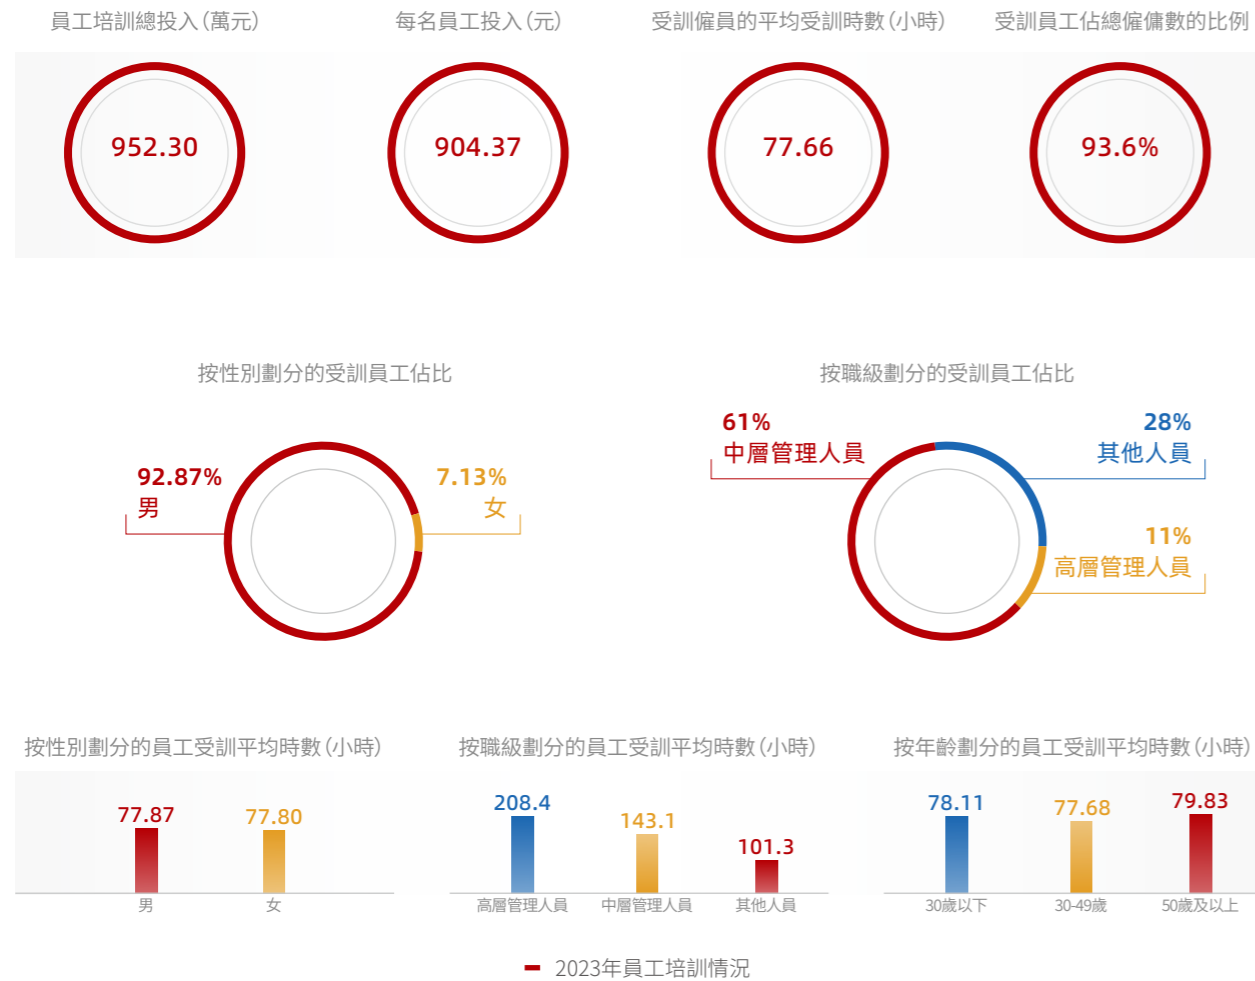 員工培訓總投入(萬元)
每名員工投入(元)
受訓僱員的平均受訓時數(小時)
受訓員工佔總僱傭數的比例
952.30
904.37
77.66
93.6%
按性別劃分的受訓員工佔比
按職級劃分的受訓員工佔比
92.87%
男
7.13%
女
61%
中層管理人員
28%
其他人員
11%
高層管理人員
按性別劃分的員工受訓平均時數(小時)
按職級劃分的員工受訓平均時數(小時)
按年齡劃分的員工受訓平均時數(小時)
77.87
77.80
男
女
208.4
143.1
101.3
高層管理人員
中層管理人員
其他人員
78.11
77.68
79.83
30歲以下
30-49歲
50歲及以上
2023年員工培訓情況